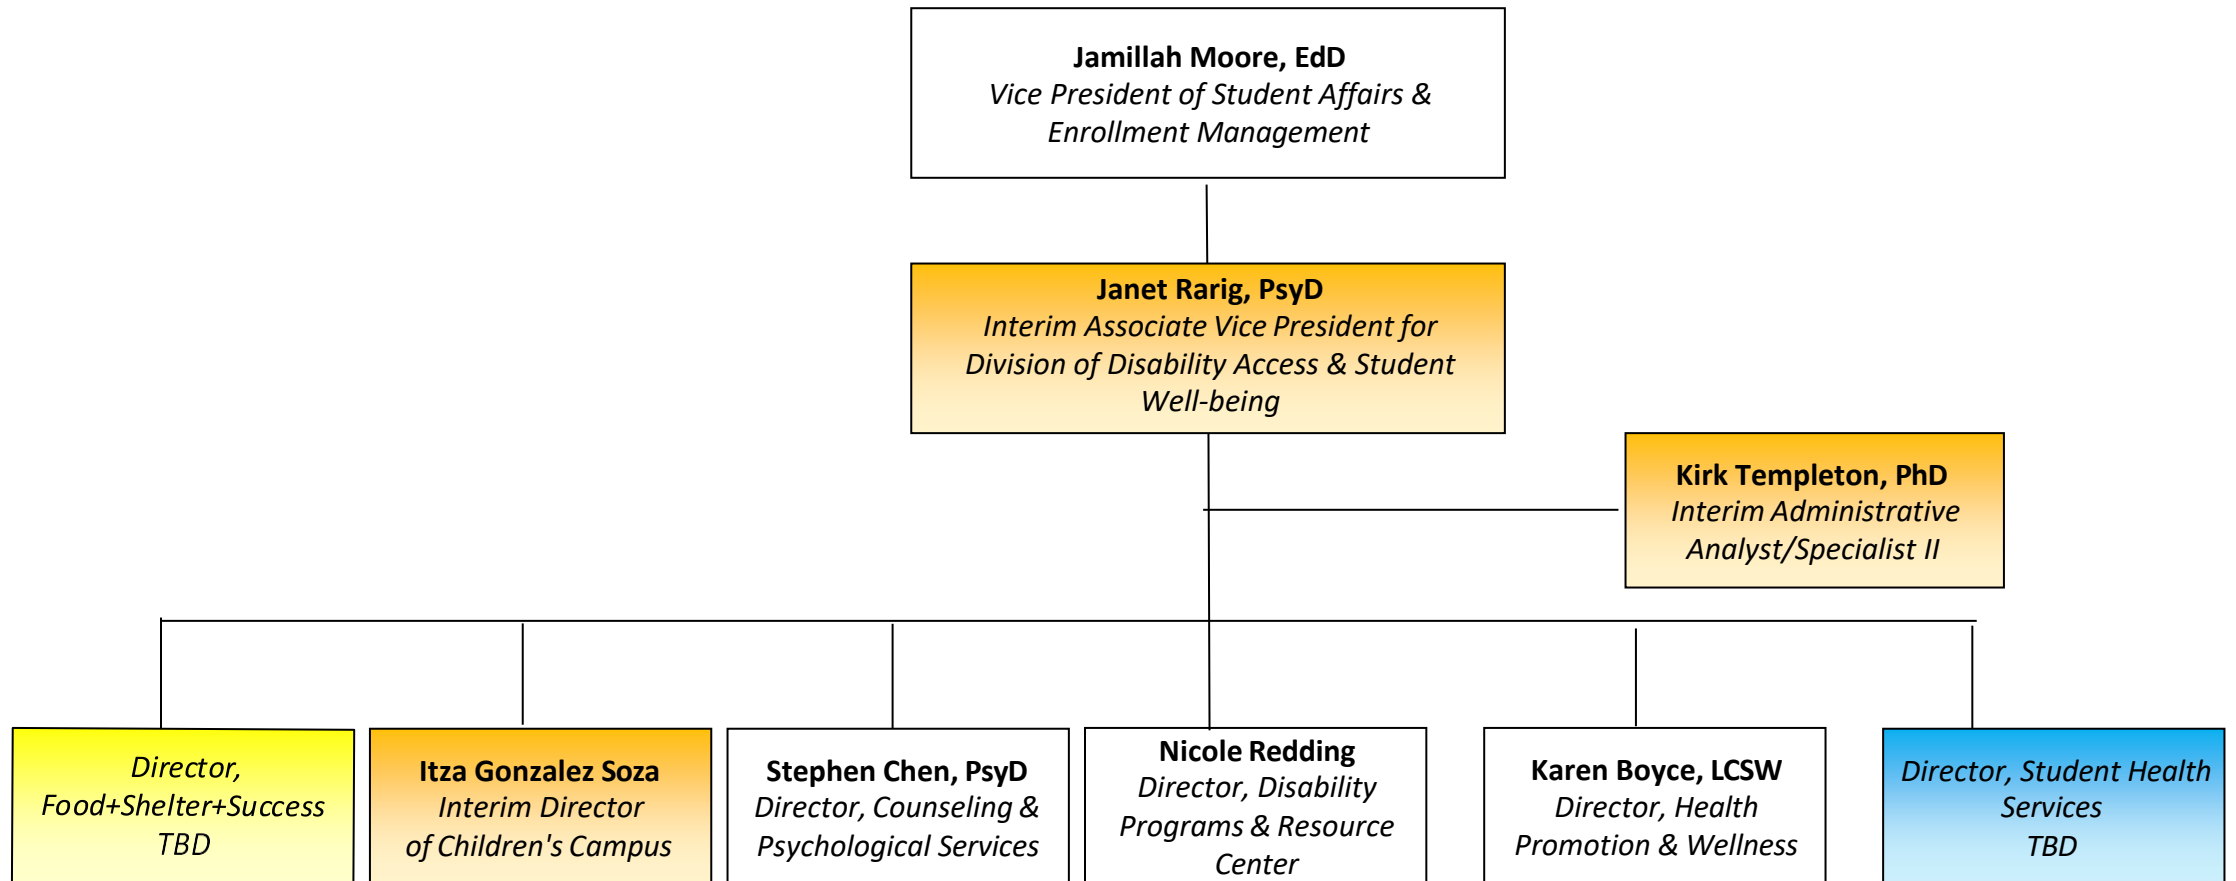 Jamillah Moore, EdD
Vice President of Student Affairs &
Enrollment Management
Janet Rarig, PsyD
Interim Associate Vice President for
Division of Disability Access & Student
Well-being
Kirk Templeton, PhD
Interim Administrative
Analyst/Specialist II
Director,
Food+Shelter+Success
TBD
Itza Gonzalez Soza
Interim Director
of Children's Campus
Stephen Chen, PsyD
Director, Counseling &
Psychological Services
Nicole Redding
Director, Disability
Programs & Resource
Center
Karen Boyce, LCSW
Director, Health
Promotion & Wellness
Director, Student Health
Services
TBD